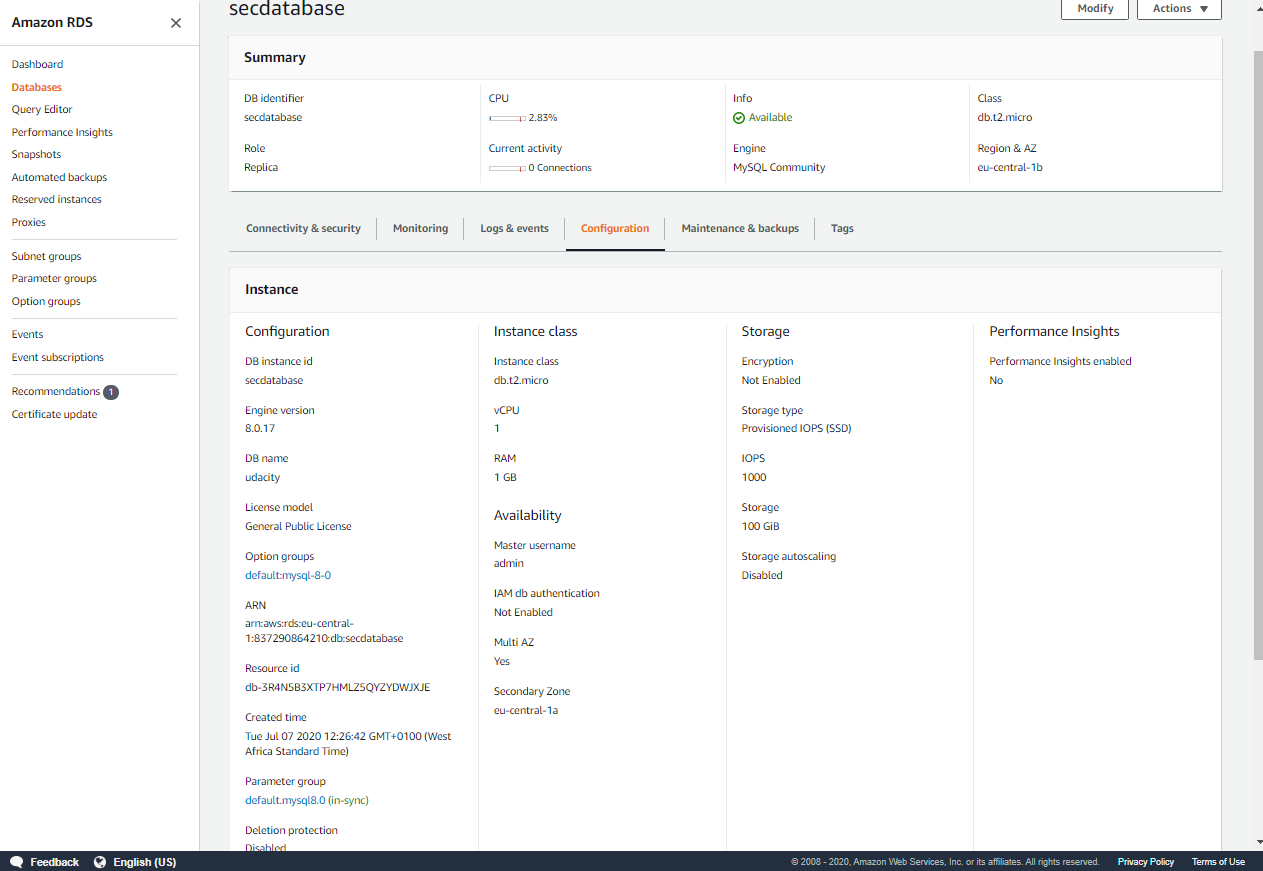 Amazon RDS
Dashboard
Databases
Query Editor
Performance Insights
Snapshots
Automated backups
Reserved instances
Proxies
Subnet groups
Parameter groups
Option groups
Events
Event subscriptions
Recommendations 1
Certificate update
secdatabase
Modify
Actions
Summary
DB identifier
secdatabase
Role
Replica
CPU
2.83%
Current activity
0 Connections
Info
Available
Engine
MySQL Community
Class
db.t2.micro
Region & AZ
eu-central-1b
Connectivity & security
Monitoring
Logs & events
Configuration
Maintenance & backups
Tags
Instance
Configuration
DB instance id
secdatabase
Engine version
8.0.17
DB name
udacity
License model
General Public License
Option groups
default:mysql-8-0
ARN
arn:aws:rds:eu-central-
1:837290864210:db:secdatabase
Resource id
db-3R4N5B3XTP7HMLZ5QYZYDWJXJE
Created time
Tue Jul 07 2020 12:26:42 GMT+0100 (West
Africa Standard Time)
Parameter group
default.mysql8.0 (in-sync)
Deletion protection
Disabled
Instance class
Instance class
db.t2.micro
vCPU
1
RAM
1 GB
Availability
Master username
admin
IAM db authentication
Not Enabled
Multi AZ
Yes
Secondary Zone
eu-central-1a
Storage
Encryption
Not Enabled
Storage type
Provisioned IOPS (SSD)
IOPS
1000
Storage
100 GiB
Storage autoscaling
Disabled
Performance Insights
Performance Insights enabled
No
Feedback
English (US)
© 2008 - 2020, Amazon Web Services, Inc. or its affiliates. All rights reserved.
Privacy Policy
Terms of Use